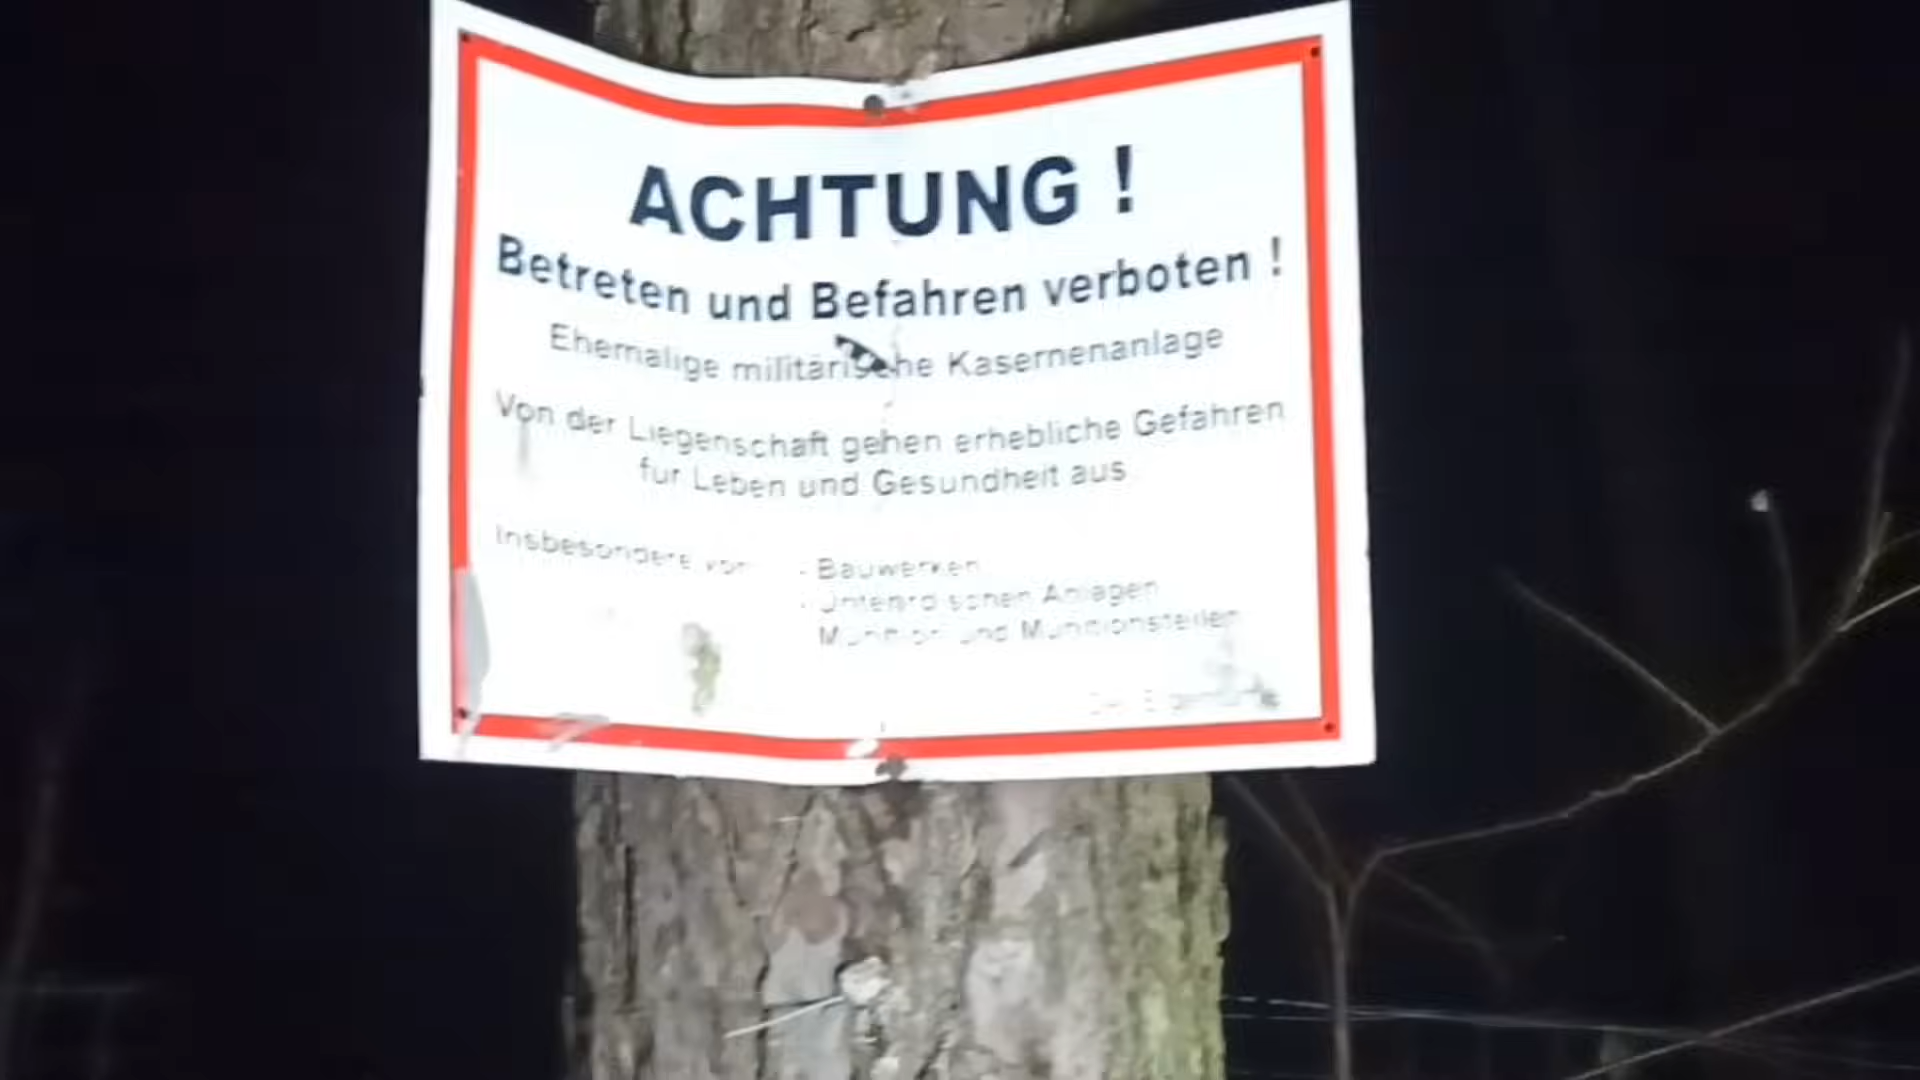 ACHTUNG !
Betreten und Befahren verboten !
Ehemalige militärische Kasernenanlage
Von der Liegenschaft gehen erhebliche Gefahren
für Leben und Gesundheit aus
Insbesondere von
- Bauwerken
- Unterirdischen Anlagen
Munition und Munitionsteilen